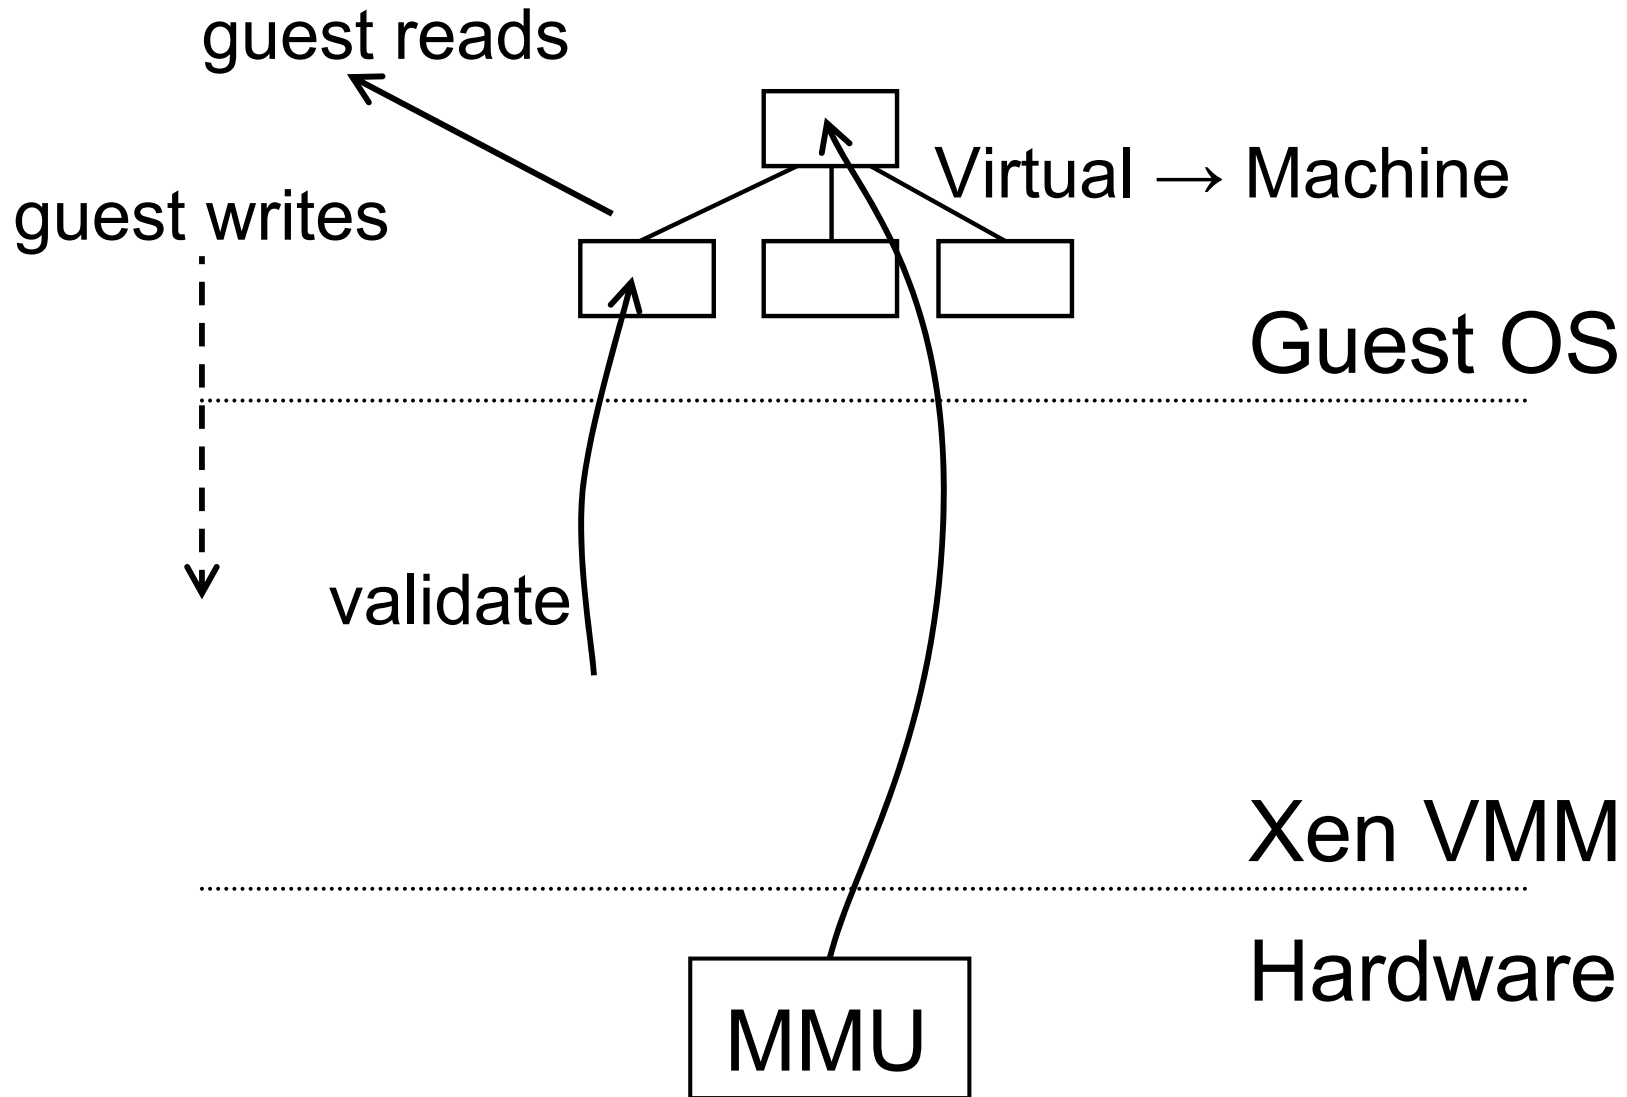 guest reads
Virtual → Machine
guest writes
Guest OS
validate
Xen VMM
Hardware
MMU